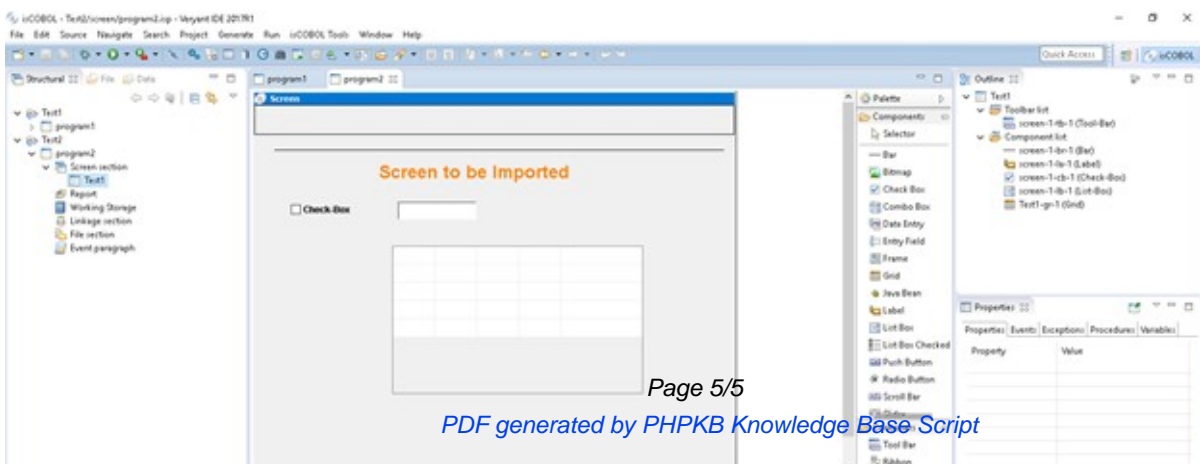 isCOBOL - Test2/screen/program2.isp - Veryant IDE 2017R1
File Edit Source Navigate Search Project Generate Run isCOBOL Tools Window Help
Quick Access
isCOBOL
Structural
File
Data
Test1
program1
Test2
program2
Screen section
Test1
Report
Working Storage
Linkage section
File section
Event paragraph
program1
program2
Screen
Screen to be Imported
Check-Box
Palette
Components
Selector
Bar
Bitmap
Check Box
Combo Box
Date Entry
Entry Field
Frame
Grid
Java Bean
Label
List Box
List Box Checked
Push Button
Radio Button
Scroll Bar
Tool Bar
Ribbon
Outline
Test1
Toolbar list
screen-1-tb-1 (Tool-Bar)
Component list
screen-1-br-1 (Bar)
screen-1-la-1 (Label)
screen-1-cb-1 (Check-Box)
screen-1-lb-1 (List-Box)
Test1-gr-1 (Grid)
Properties
Properties Events Exceptions Procedures Variables
Property Value
Page 5/5
PDF generated by PHPKB Knowledge Base Script